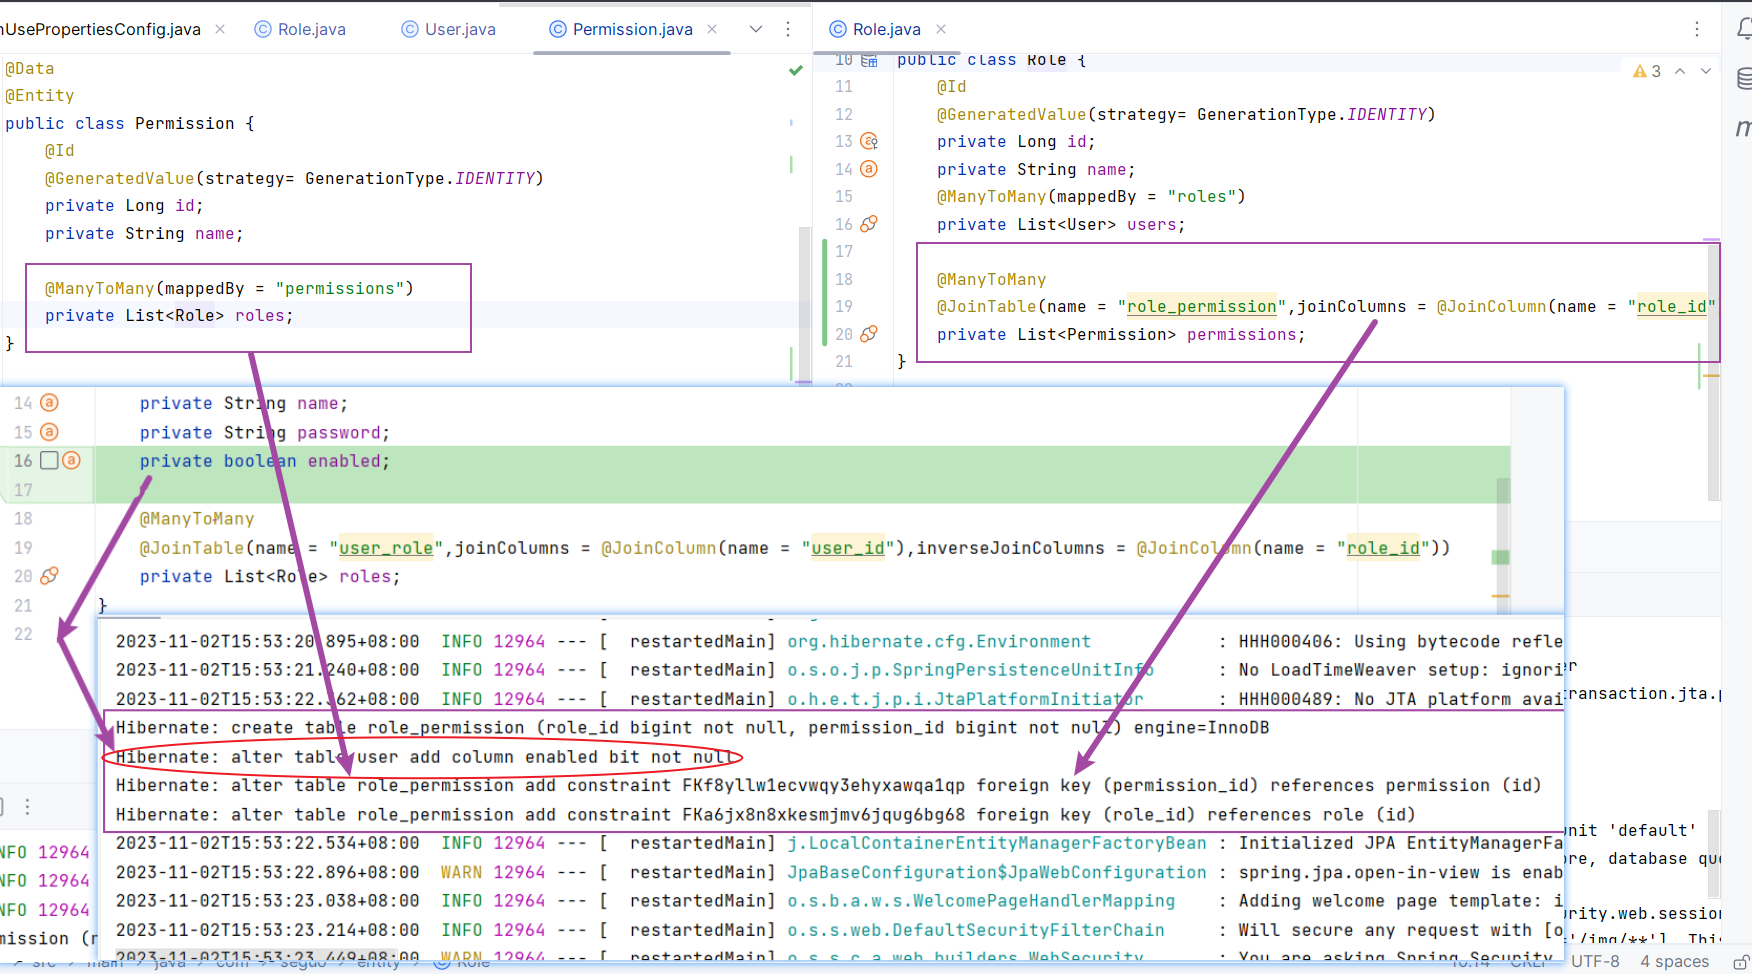 nUsePropertiesConfig.java
Role.java
User.java
Permission.java
@Data
@Entity
public class Permission {
@Id
@GeneratedValue(strategy= GenerationType.IDENTITY)
private Long id;
private String name;
@ManyToMany(mappedBy = "permissions")
private List<Role> roles;
}
Role.java
3
10 public class Role {
11 @Id
12 @GeneratedValue(strategy= GenerationType.IDENTITY)
13 private Long id;
14 private String name;
15 @ManyToMany(mappedBy = "roles")
16 private List<User> users;
17
18 @ManyToMany
19 @JoinTable(name = "role_permission",joinColumns = @JoinColumn(name = "role_id"
20 private List<Permission> permissions;
21 }
14 private String name;
15 private String password;
16 private boolean enabled;
17
18 @ManyToMany
19 @JoinTable(name = "user_role",joinColumns = @JoinColumn(name = "user_id"),inverseJoinColumns = @JoinColumn(name = "role_id"))
20 private List<Role> roles;
21 }
22
2023-11-02T15:53:20.895+08:00 INFO 12964 --- [ restartedMain] org.hibernate.cfg.Environment : HHH000406: Using bytecode refle
2023-11-02T15:53:21.240+08:00 INFO 12964 --- [ restartedMain] o.s.o.j.p.SpringPersistenceUnitInfo : No LoadTimeWeaver setup: ignori
2023-11-02T15:53:22.362+08:00 INFO 12964 --- [ restartedMain] o.h.e.t.j.p.i.JtaPlatformInitiator : HHH000489: No JTA platform avai
transaction.jta.p
Hibernate: create table role_permission (role_id bigint not null, permission_id bigint not null) engine=InnoDB
Hibernate: alter table user add column enabled bit not null
Hibernate: alter table role_permission add constraint FKf8yllw1ecvwqy3ehyxawqa1qp foreign key (permission_id) references permission (id)
Hibernate: alter table role_permission add constraint FKa6jx8n8xkesmjmv6jqug6bg68 foreign key (role_id) references role (id)
2023-11-02T15:53:22.534+08:00 INFO 12964 --- [ restartedMain] j.LocalContainerEntityManagerFactoryBean : Initialized JPA EntityManagerFa
nit 'default'
2023-11-02T15:53:22.896+08:00 WARN 12964 --- [ restartedMain] JpaBaseConfiguration$JpaWebConfiguration : spring.jpa.open-in-view is enab
re, database que
2023-11-02T15:53:23.038+08:00 INFO 12964 --- [ restartedMain] o.s.b.a.w.s.WelcomePageHandlerMapping : Adding welcome page template: i
2023-11-02T15:53:23.214+08:00 INFO 12964 --- [ restartedMain] o.s.s.web.DefaultSecurityFilterChain : Will secure any request with [o
2023-11-02T15:53:23.449+08:00 WARN 12964 --- [ restartedMain] o.s.s.c.a.web.builders.WebSecurity : You are asking Spring Security
NFO 12964
NFO 12964
NFO 12964
mission (r
rity.web.session
='/img/**']. This
src > main > java > com > seguo > entity > Role
10:14 CRLF UTF-8 4 spaces